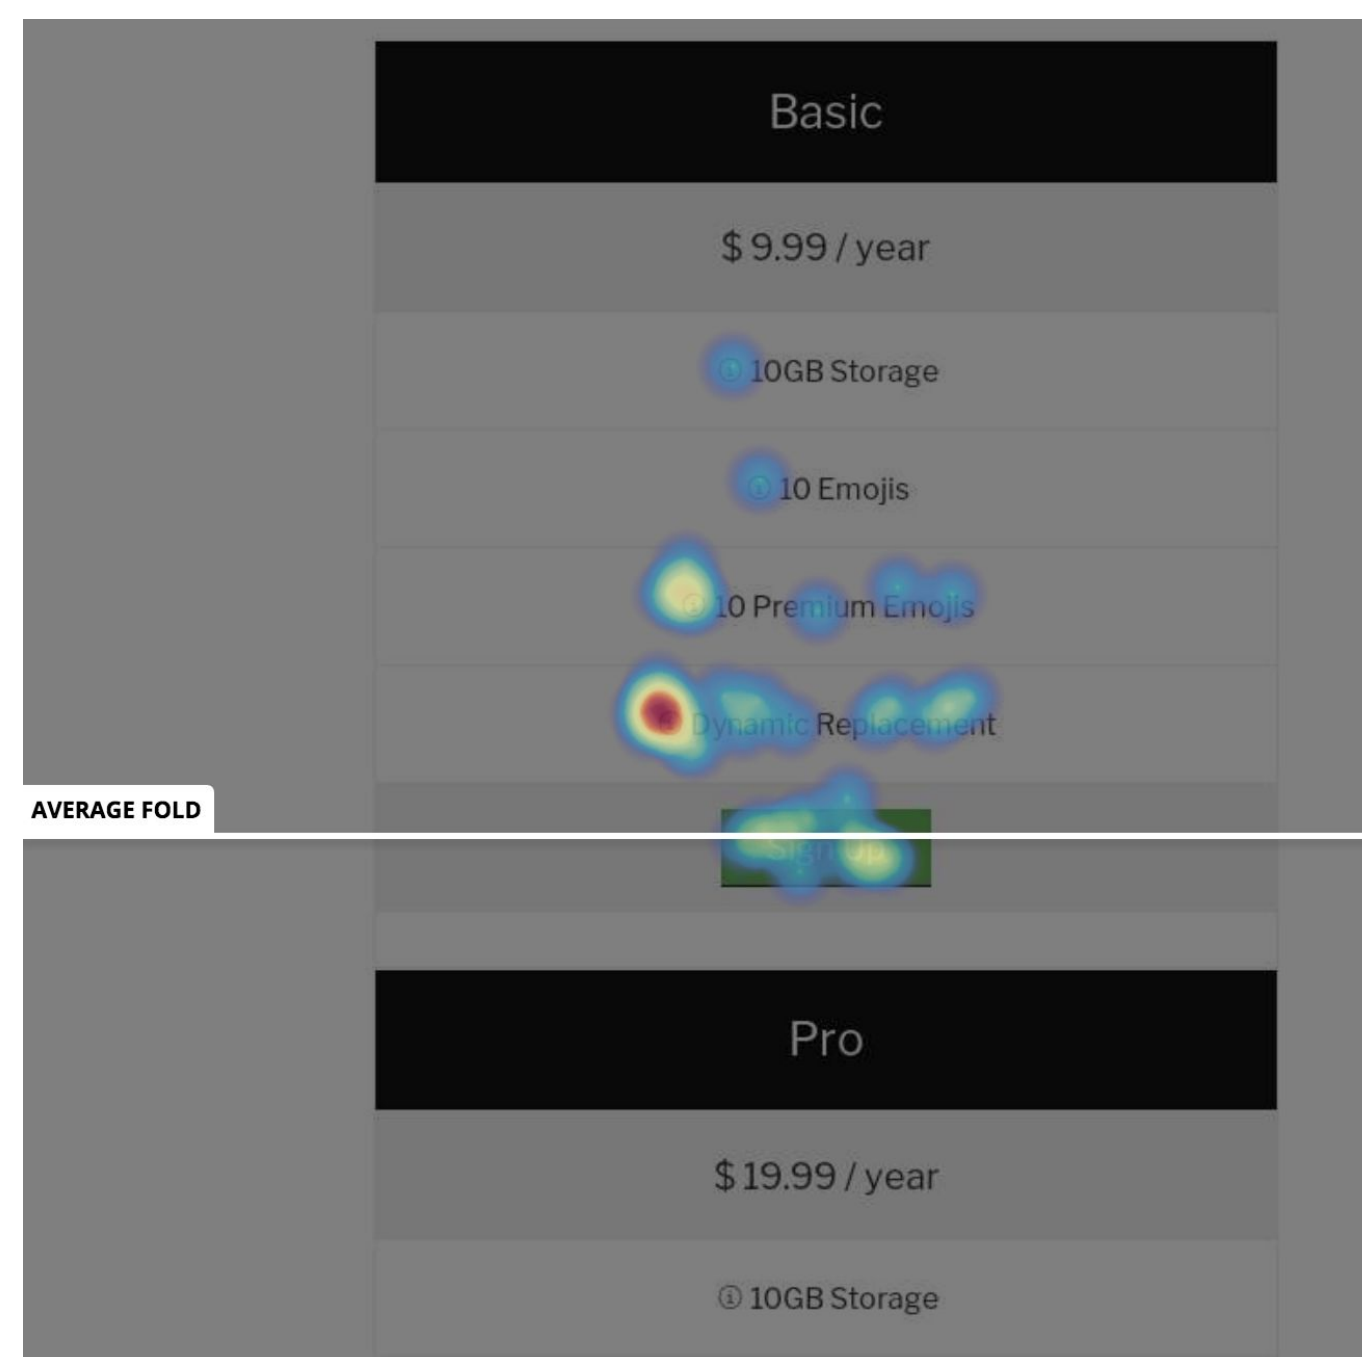 Basic
$ 9.99 / year
10GB Storage
10 Emojis
10 Premium Emojis
Dynamic Replacement
AVERAGE FOLD
Sign Up
Pro
$ 19.99 / year
10GB Storage